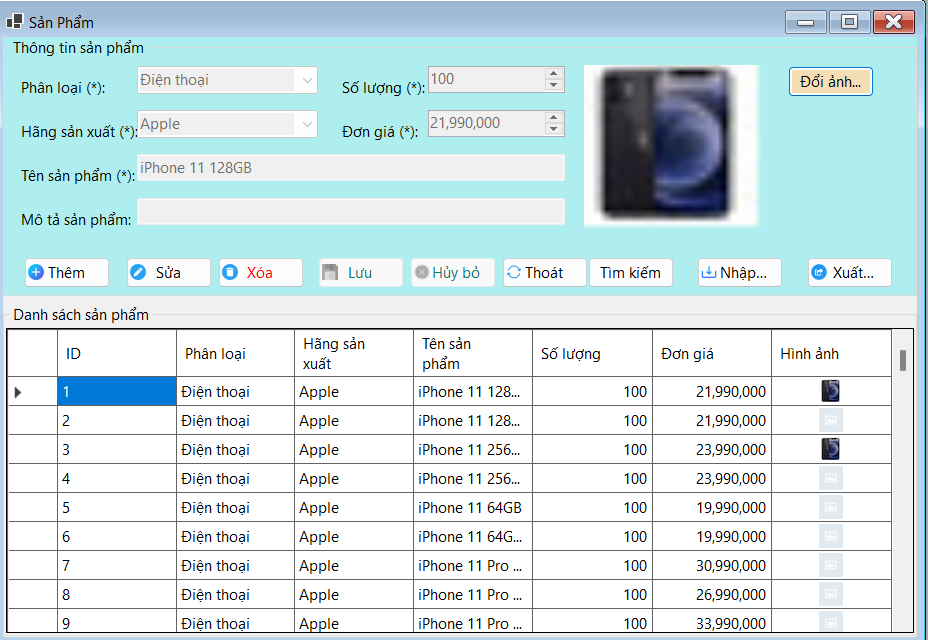 Sản Phẩm
Thông tin sản phẩm
Phân loại (*): Điện thoại Số lượng (*): 100 Đổi ảnh...
Hãng sản xuất (*): Apple Đơn giá (*): 21,990,000
Tên sản phẩm (*): iPhone 11 128GB
Mô tả sản phẩm:
Thêm Sửa Xóa Lưu Hủy bỏ Thoát Tìm kiếm Nhập... Xuất...
Danh sách sản phẩm
ID Phân loại Hãng sản xuất Tên sản phẩm Số lượng Đơn giá Hình ảnh
1 Điện thoại Apple iPhone 11 128... 100 21,990,000
2 Điện thoại Apple iPhone 11 128... 100 21,990,000
3 Điện thoại Apple iPhone 11 256... 100 23,990,000
4 Điện thoại Apple iPhone 11 256... 100 23,990,000
5 Điện thoại Apple iPhone 11 64GB 100 19,990,000
6 Điện thoại Apple iPhone 11 64G... 100 19,990,000
7 Điện thoại Apple iPhone 11 Pro ... 100 30,990,000
8 Điện thoại Apple iPhone 11 Pro ... 100 26,990,000
9 Điện thoại Apple iPhone 11 Pro ... 100 33,990,000